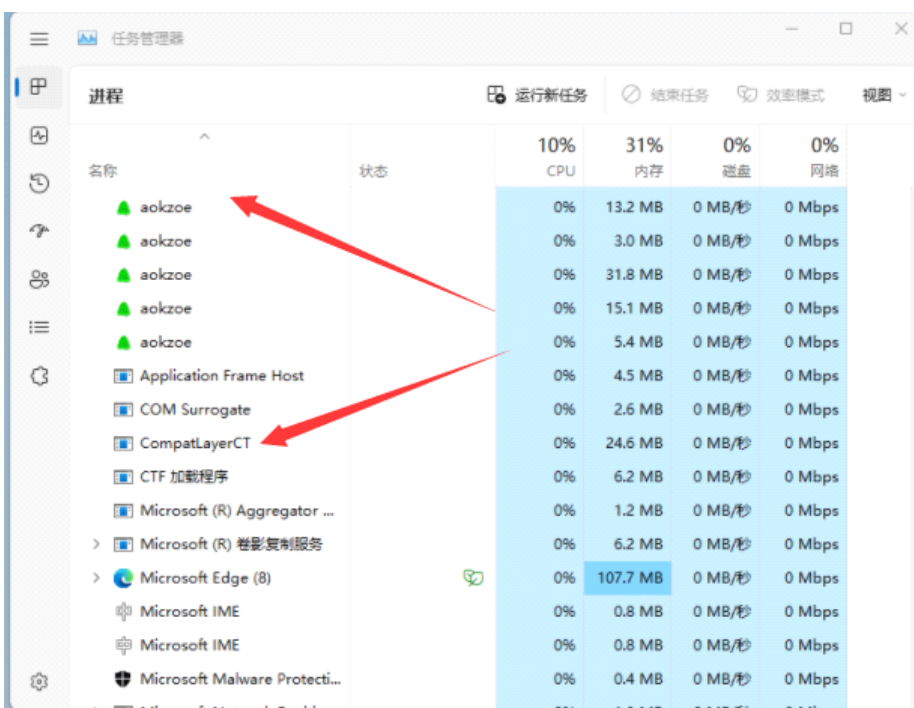 任务管理器
进程 运行新任务 结束任务 效率模式 视图
10% 31% 0% 0%
名称 状态 CPU 内存 磁盘 网络
aokzoe 0% 13.2 MB 0 MB/秒 0 Mbps
aokzoe 0% 3.0 MB 0 MB/秒 0 Mbps
aokzoe 0% 31.8 MB 0 MB/秒 0 Mbps
aokzoe 0% 15.1 MB 0 MB/秒 0 Mbps
aokzoe 0% 5.4 MB 0 MB/秒 0 Mbps
Application Frame Host 0% 4.5 MB 0 MB/秒 0 Mbps
COM Surrogate 0% 2.6 MB 0 MB/秒 0 Mbps
CompatLayerCT 0% 24.6 MB 0 MB/秒 0 Mbps
CTF 加载程序 0% 6.2 MB 0 MB/秒 0 Mbps
Microsoft (R) Aggregator ... 0% 1.2 MB 0 MB/秒 0 Mbps
Microsoft (R) 卷影复制服务 0% 6.2 MB 0 MB/秒 0 Mbps
Microsoft Edge (8) 0% 107.7 MB 0 MB/秒 0 Mbps
Microsoft IME 0% 0.8 MB 0 MB/秒 0 Mbps
Microsoft IME 0% 0.8 MB 0 MB/秒 0 Mbps
Microsoft Malware Protecti... 0% 0.4 MB 0 MB/秒 0 Mbps